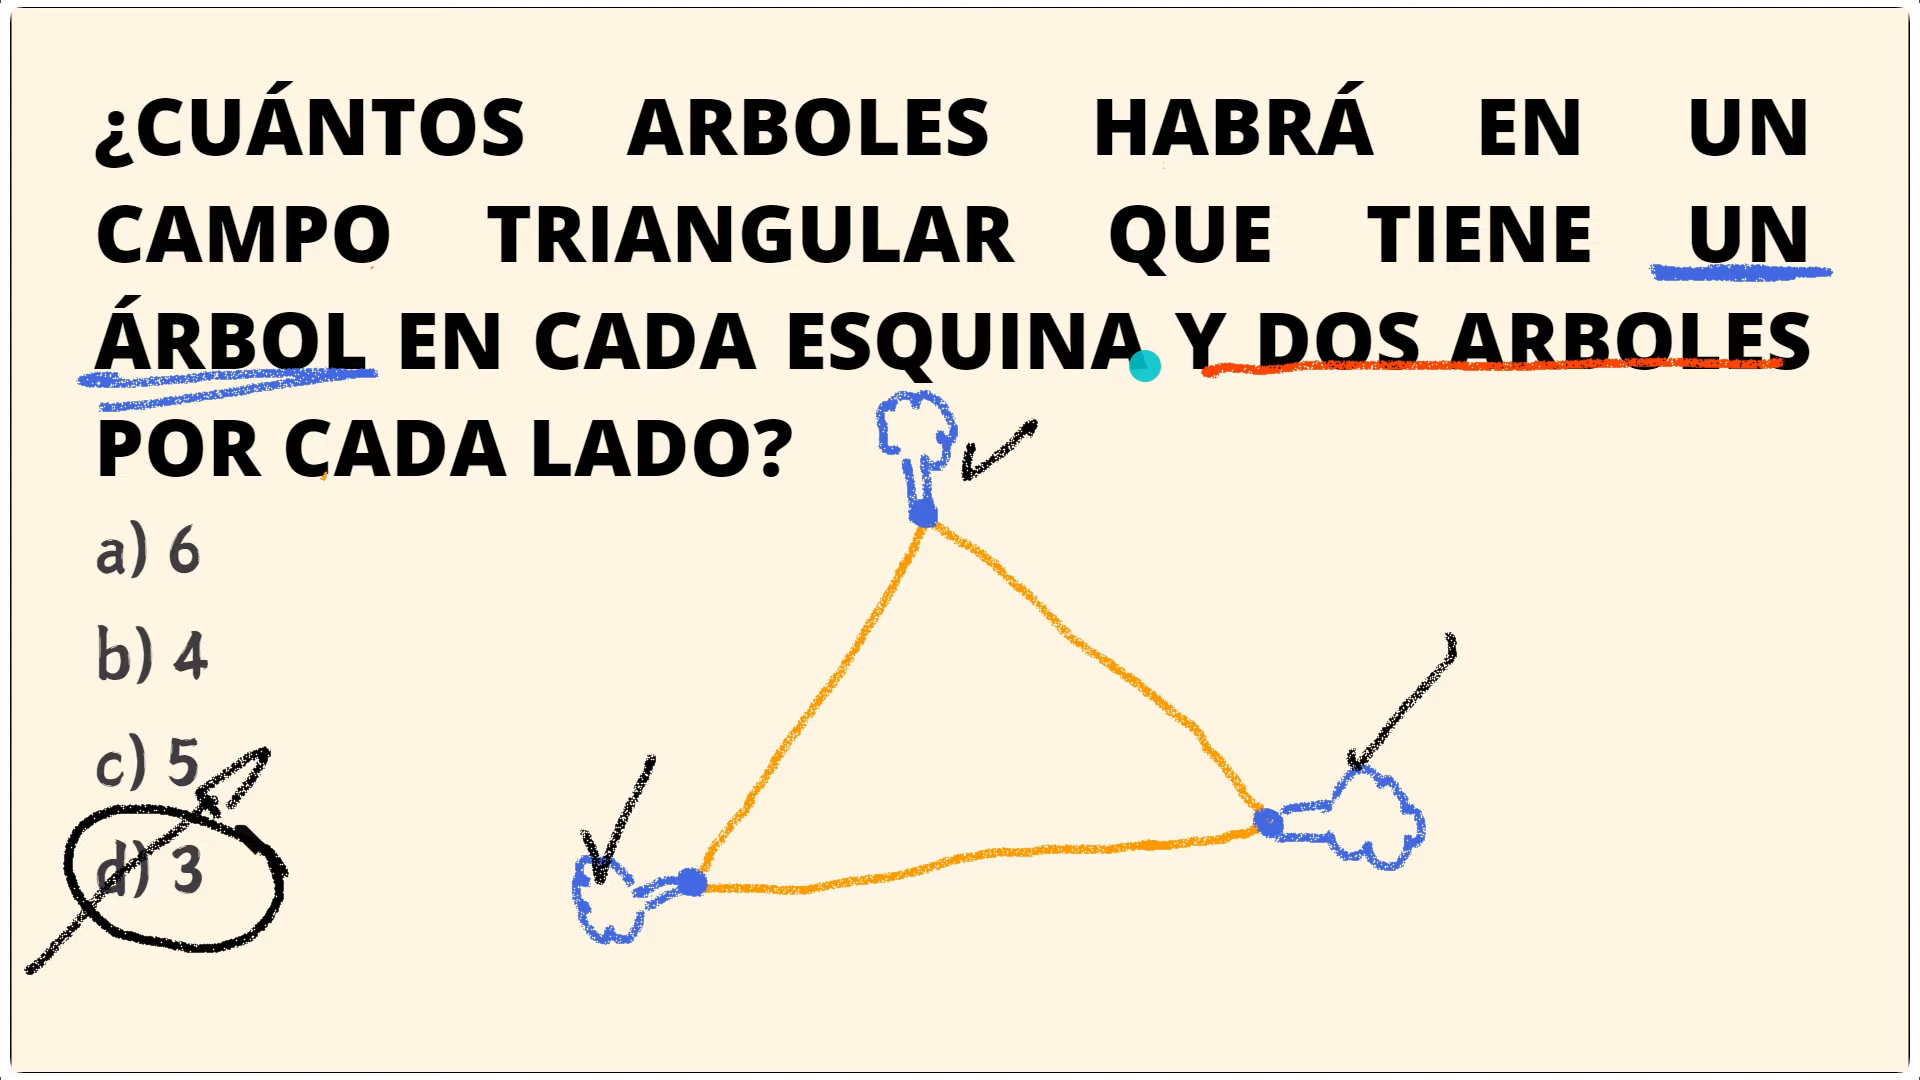 ¿CUÁNTOS ARBOLES HABRÁ EN UN
CAMPO TRIANGULAR QUE TIENE UN
ÁRBOL EN CADA ESQUINA Y DOS ARBOLES
POR CADA LADO?
a) 6
b) 4
c) 5
d) 3